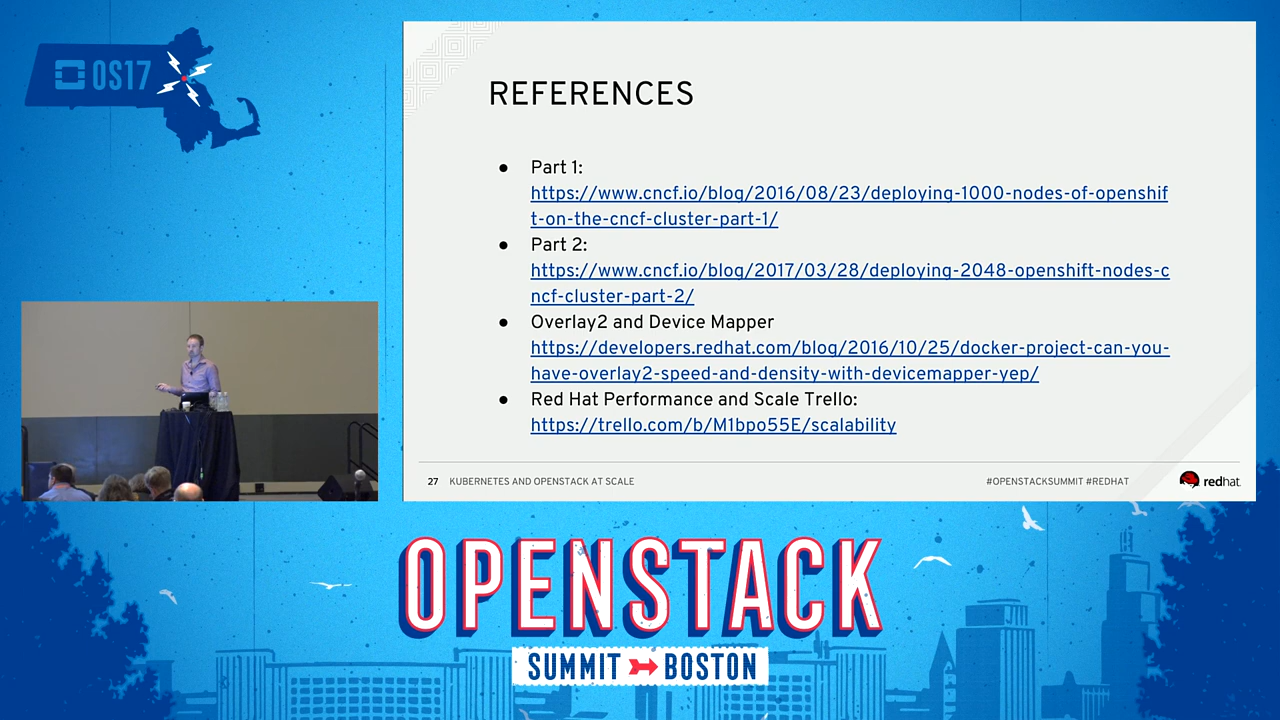 OS17
REFERENCES
● Part 1:
https://www.cncf.io/blog/2016/08/23/deploying-1000-nodes-of-openshif
t-on-the-cncf-cluster-part-1/
● Part 2:
https://www.cncf.io/blog/2017/03/28/deploying-2048-openshift-nodes-c
ncf-cluster-part-2/
● Overlay2 and Device Mapper
https://developers.redhat.com/blog/2016/10/25/docker-project-can-you-
have-overlay2-speed-and-density-with-devicemapper-yep/
● Red Hat Performance and Scale Trello:
https://trello.com/b/M1bpo55E/scalability
27 KUBERNETES AND OPENSTACK AT SCALE
#OPENSTACKSUMMIT #REDHAT
redhat.
OPENSTACK
SUMMIT BOSTON